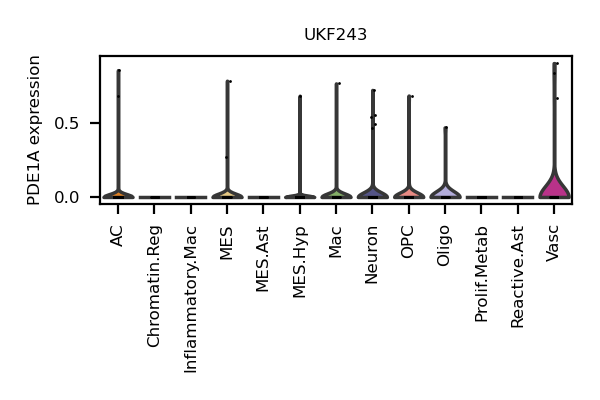 UKF243
PDE1A expression
0.5
0.0
AC
Chromatin.Reg
Inflammatory.Mac
MES
MES.Ast
MES.Hyp
Mac
Neuron
OPC
Oligo
Prolif.Metab
Reactive.Ast
Vasc